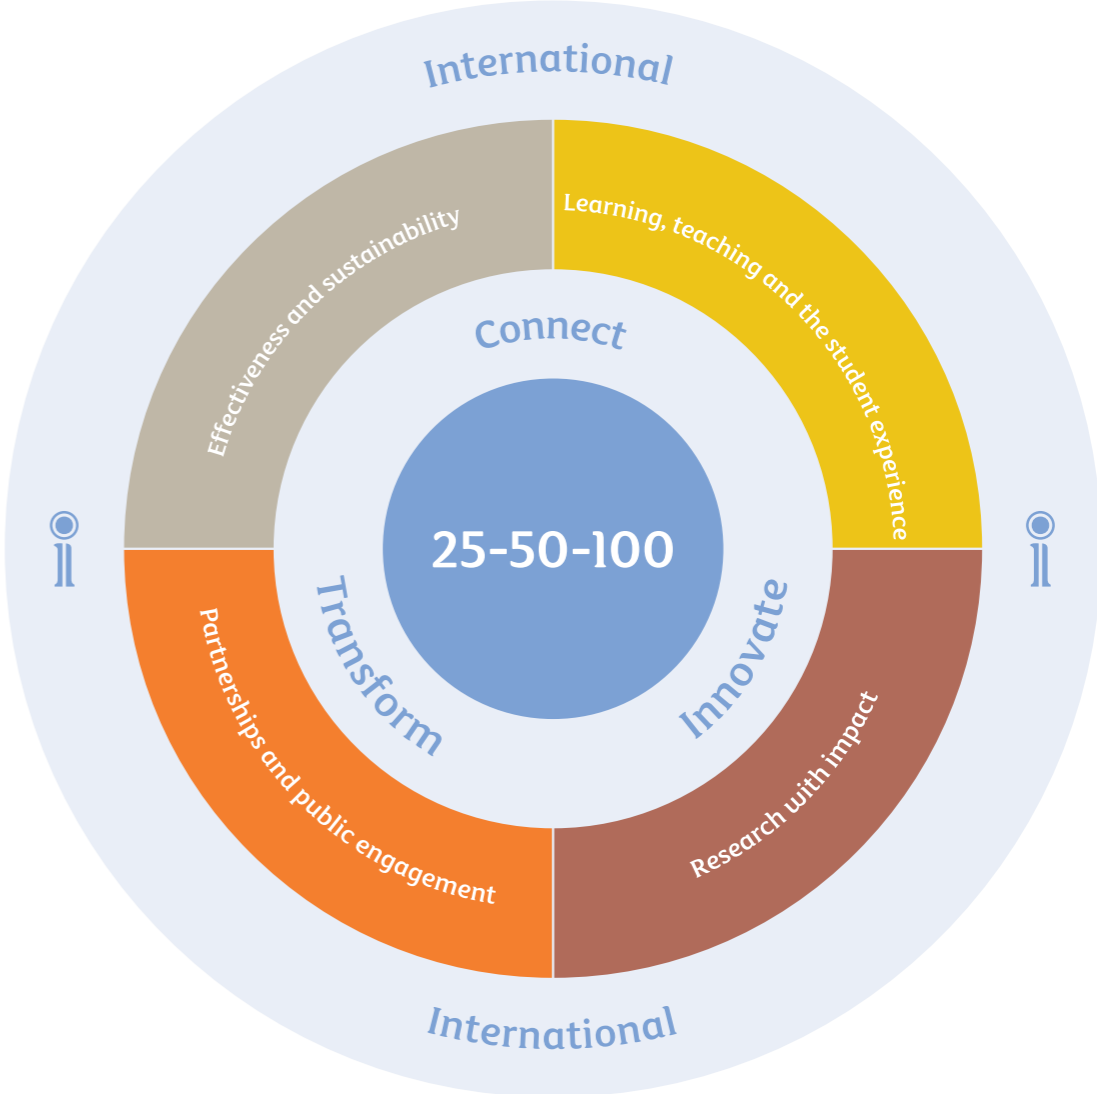 International
Effectiveness and sustainability
Learning, teaching and the student experience
Connect
25-50-100
Transform
Innovate
Partnerships and public engagement
Research with impact
International